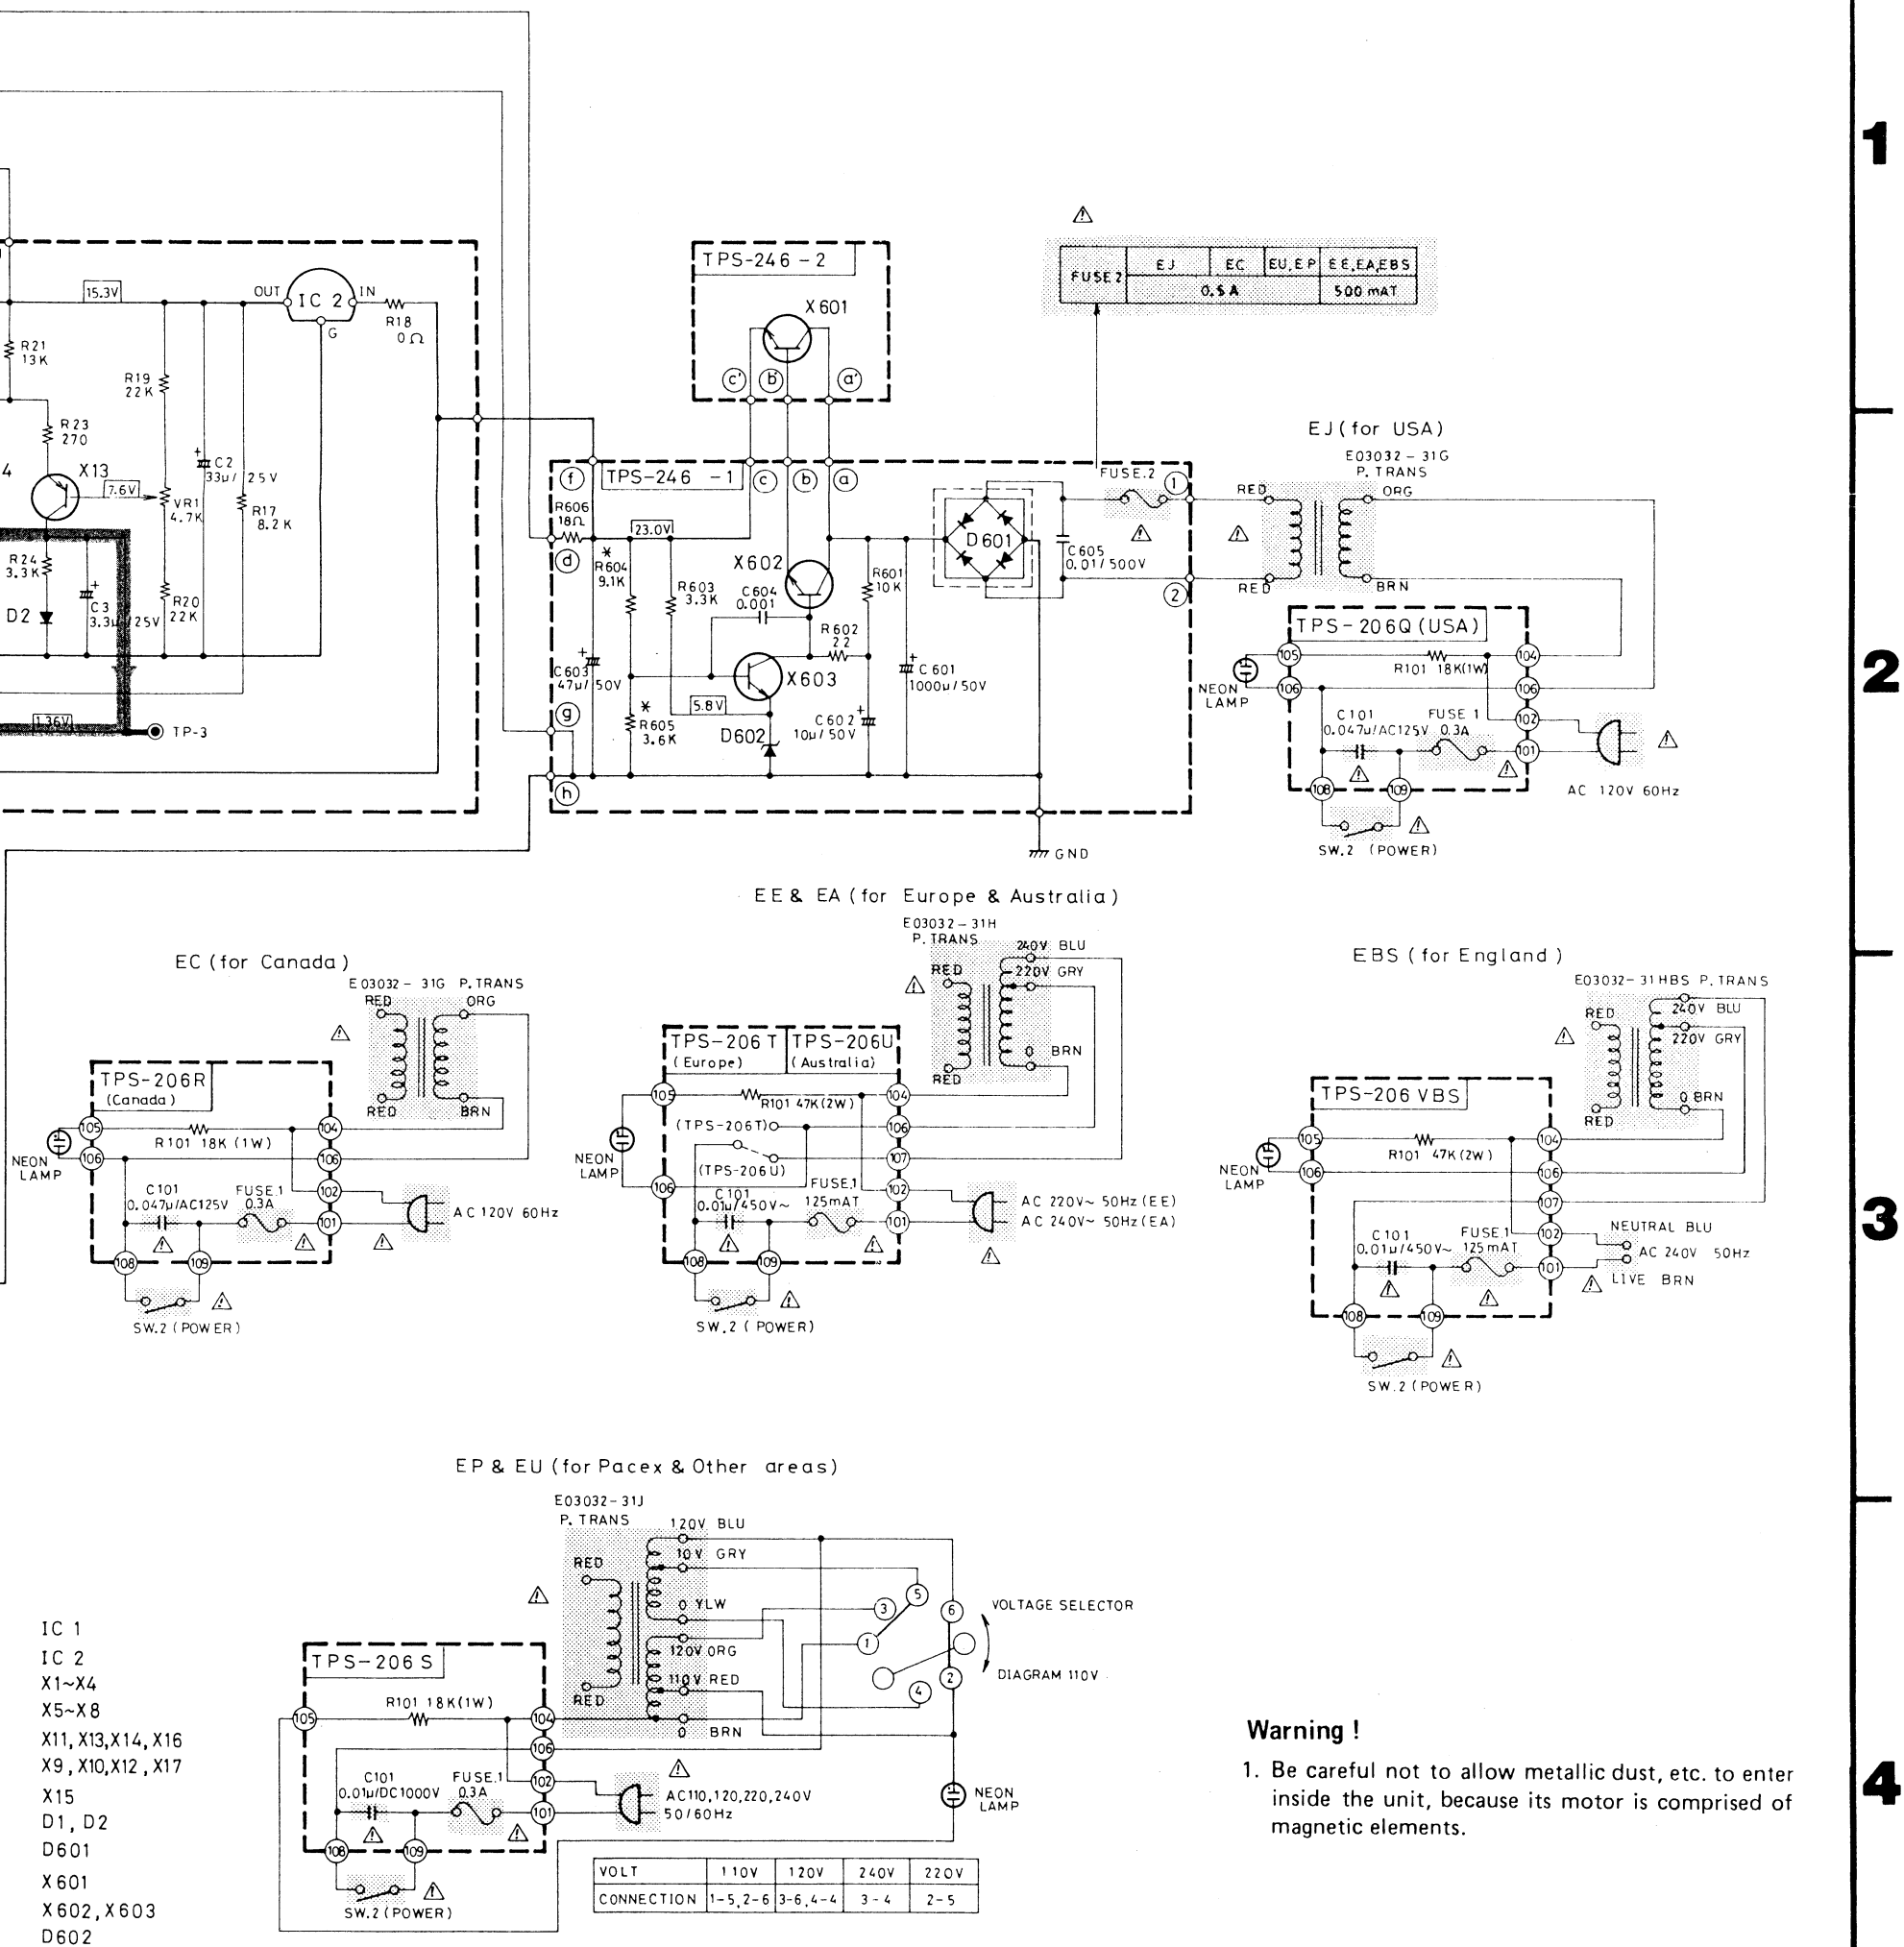 1
FUSE 2
EJ
EC
EU, EP
EE,EA,EBS
0.5A
500 mAT
TPS-246 -2
X601
c'
b'
a'
15.3V
OUT
IC 2
IN
G
R18
0Ω
R21
13K
R19
22K
R23
270
4
X13
7.6V
C2
33µ/25V
VR1
4.7K
R17
8.2K
R24
3.3K
D2
C3
3.3µ/25V
R20
22K
1.36V
TP-3
f
TPS-246 -1
c
b
a
FUSE.2
1
R606
18Ω
d
23.0V
*
R604
9.1K
R603
3.3K
X602
C604
0.001
R601
10K
D601
C605
0.01/500V
2
R602
22
C603
47µ/50V
X603
C601
1000µ/50V
g
*
R605
3.6K
5.8V
D602
C602
10µ/50V
h
GND
EJ (for USA)
E03032-31G
P. TRANS
RED
ORG
RED
BRN
TPS-206Q (USA)
105
R101 18K(1W)
104
NEON
LAMP
106
106
C101
0.047µ/AC125V
FUSE 1
0.3A
102
101
108
109
AC 120V 60Hz
SW.2 (POWER)
2
EE & EA (for Europe & Australia)
E03032-31H
P. TRANS
240V BLU
RED
220V GRY
0 BRN
RED
TPS-206T
(Europe)
TPS-206U
(Australia)
105
R101 47K(2W)
104
(TPS-206T)
106
NEON
LAMP
(TPS-206U)
107
106
C101
0.01µ/450V~
FUSE.1
125mAT
102
101
AC 220V~ 50Hz (EE)
AC 240V~ 50Hz (EA)
108
109
SW.2 (POWER)
EC (for Canada)
E03032-31G P.TRANS
RED
ORG
RED
BRN
TPS-206R
(Canada)
105
R101 18K (1W)
104
NEON
LAMP
106
106
C101
0.047µ/AC125V
FUSE.1
0.3A
102
101
AC 120V 60Hz
108
109
SW.2 (POWER)
EBS (for England)
E03032-31HBS P. TRANS
RED
240V BLU
220V GRY
0 BRN
RED
TPS-206 VBS
105
R101 47K(2W)
104
NEON
LAMP
106
106
107
C101
0.01µ/450V~
FUSE.1
125mAT
102
101
NEUTRAL BLU
AC 240V 50Hz
LIVE BRN
108
109
SW.2 (POWER)
3
EP & EU (for Pacex & Other areas)
E03032-31J
P. TRANS
120V BLU
10V GRY
RED
0 YLW
120V ORG
110V RED
RED
0 BRN
5
3
6
1
2
4
VOLTAGE SELECTOR
DIAGRAM 110V
TPS-206S
105
R101 18K(1W)
104
106
C101
0.01µ/DC1000V
FUSE.1
0.3A
102
101
AC110,120,220,240V
50/60Hz
NEON
LAMP
108
109
SW.2 (POWER)
VOLT
110V
120V
240V
220V
CONNECTION
1-5,2-6
3-6,4-4
3-4
2-5
IC 1
IC 2
X1~X4
X5~X8
X11, X13, X14, X16
X9, X10, X12, X17
X15
D1, D2
D601
X601
X602, X603
D602
Warning !
1. Be careful not to allow metallic dust, etc. to enter
inside the unit, because its motor is comprised of
magnetic elements.
4